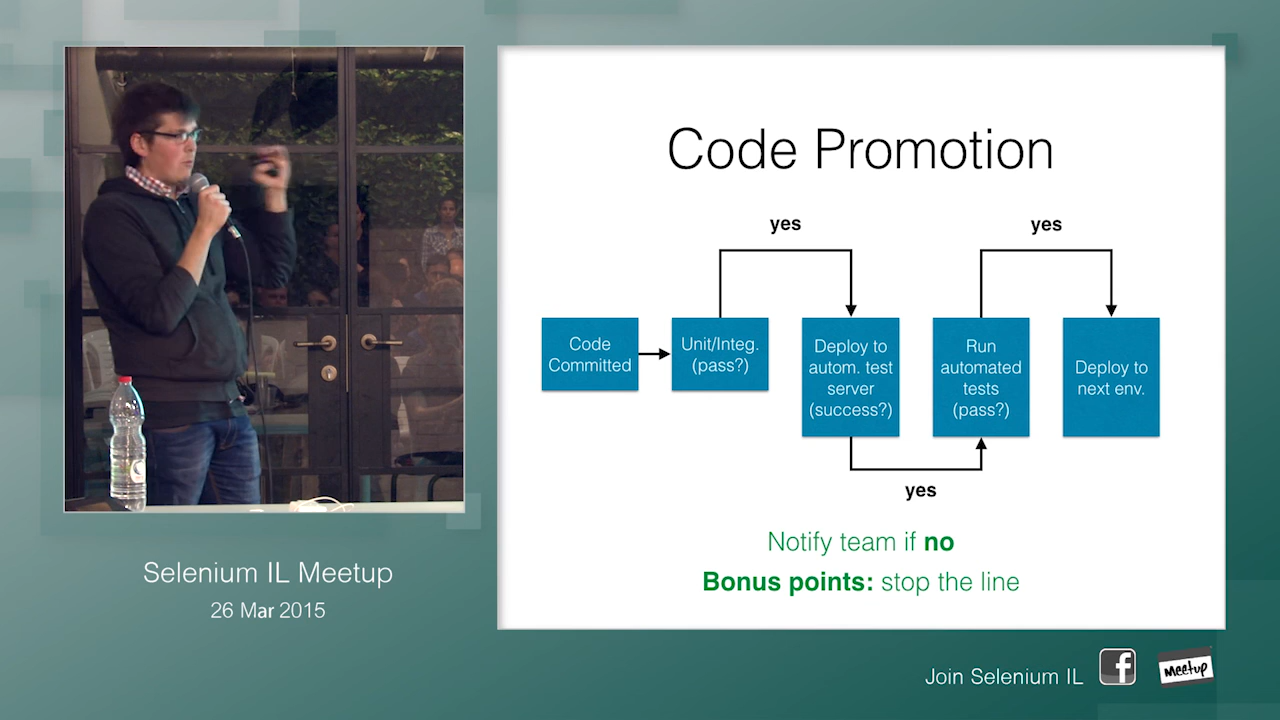 Code Promotion
yes
yes
Code
Committed
Unit/Integ.
(pass?)
Deploy to
autom. test
server
(success?)
Run
automated
tests
(pass?)
Deploy to
next env.
yes
Notify team if no
Bonus points: stop the line
Selenium IL Meetup
26 Mar 2015
Join Selenium IL
f
Meetup